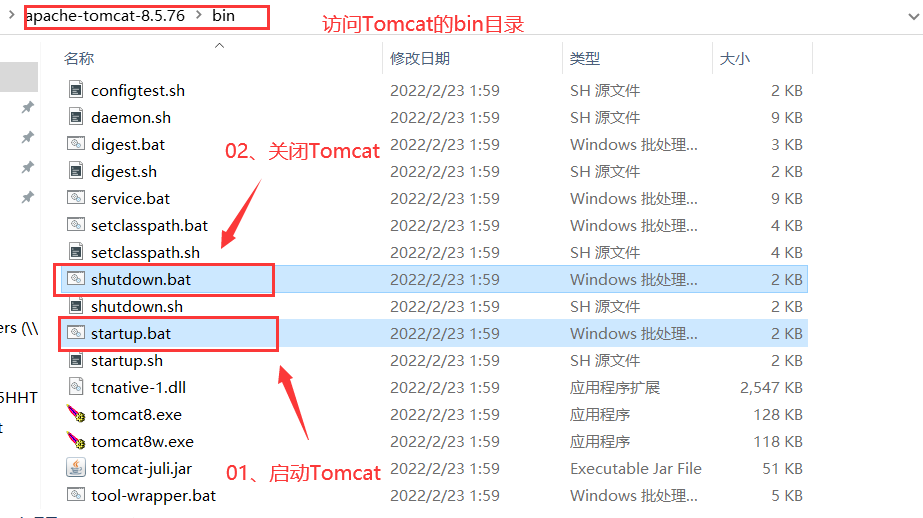 apache-tomcat-8.5.76 > bin
访问Tomcat的bin目录
名称 修改日期 类型 大小
configtest.sh 2022/2/23 1:59 SH 源文件 2 KB
daemon.sh 2022/2/23 1:59 SH 源文件 9 KB
digest.bat 2022/2/23 1:59 Windows 批处理... 3 KB
02、关闭Tomcat
digest.sh 2022/2/23 1:59 SH 源文件 2 KB
service.bat 2022/2/23 1:59 Windows 批处理... 9 KB
setclasspath.bat 2022/2/23 1:59 Windows 批处理... 4 KB
setclasspath.sh 2022/2/23 1:59 SH 源文件 4 KB
shutdown.bat 2022/2/23 1:59 Windows 批处理... 2 KB
shutdown.sh 2022/2/23 1:59 SH 源文件 2 KB
ers (\\
startup.bat 2022/2/23 1:59 Windows 批处理... 2 KB
startup.sh 2022/2/23 1:59 SH 源文件 2 KB
tcnative-1.dll 2022/2/23 1:59 应用程序扩展 2,547 KB
5HHT
tomcat8.exe 2022/2/23 1:59 应用程序 128 KB
t
tomcat8w.exe 2022/2/23 1:59 应用程序 118 KB
tomcat-juli.jar 2022/2/23 1:59 Executable Jar File 51 KB
01、启动Tomcat
tool-wrapper.bat 2022/2/23 1:59 Windows 批处理... 5 KB